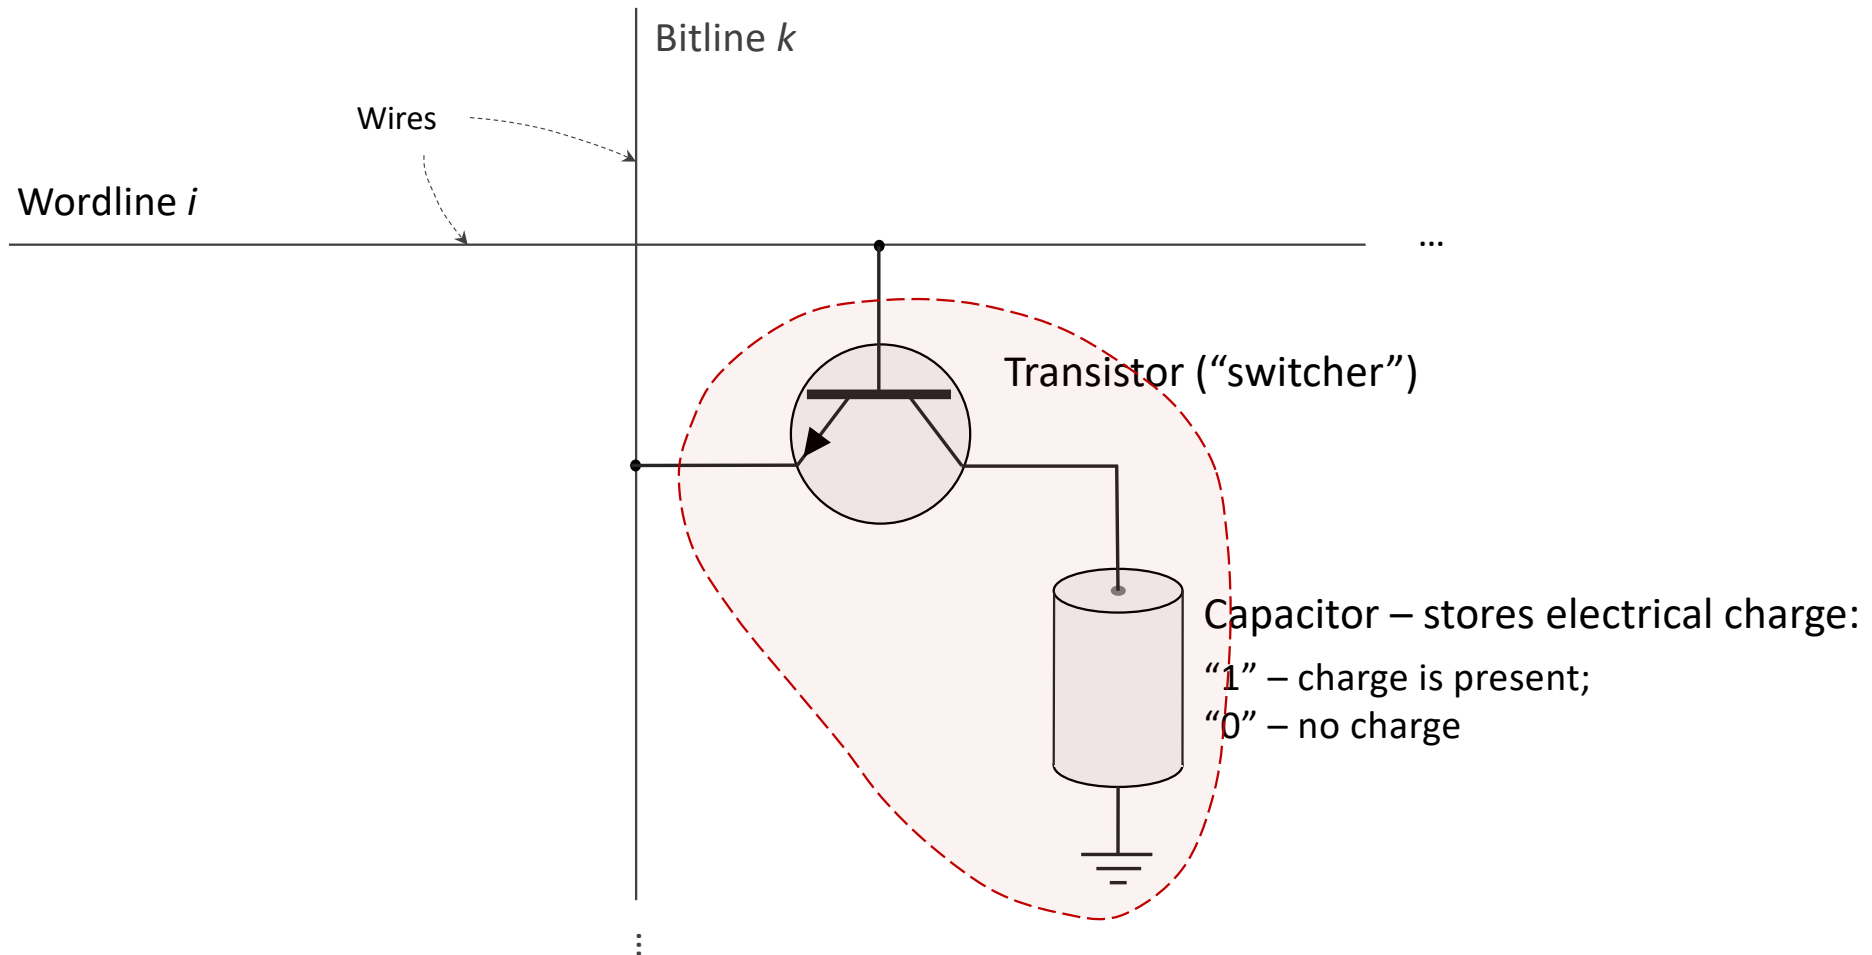 Bitline k
Wires
Wordline i
...
Transistor (“switcher”)
Capacitor – stores electrical charge:
“1” – charge is present;
“0” – no charge
...